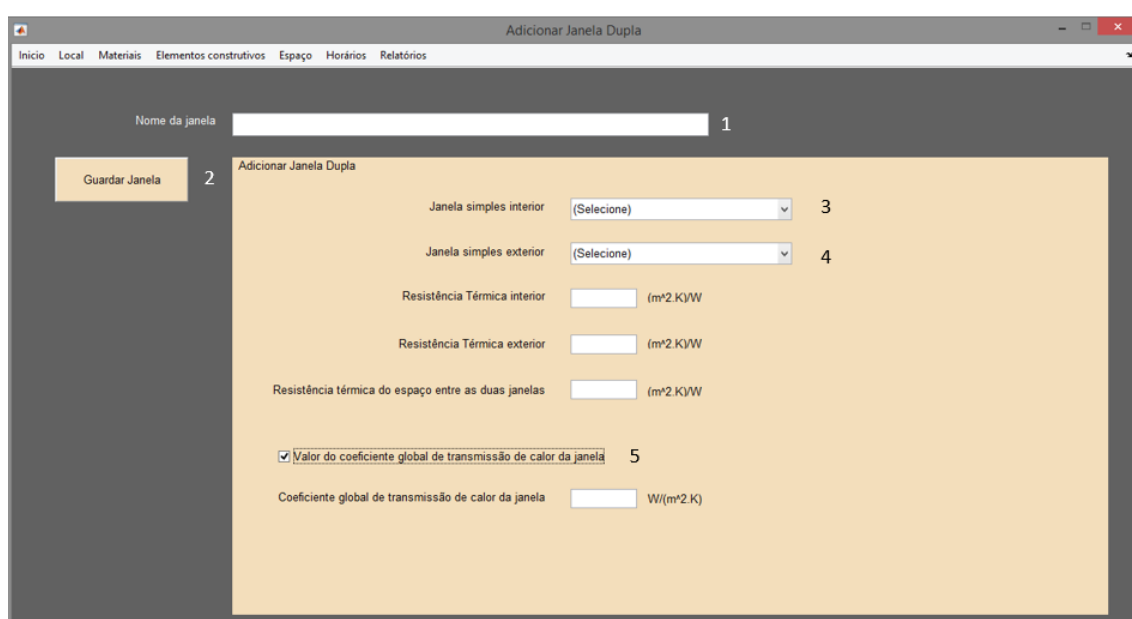 Adicionar Janela Dupla
Inicio Local Materiais Elementos construtivos Espaço Horários Relatórios
Nome da janela 1
Guardar Janela 2
Adicionar Janela Dupla
Janela simples interior (Selecione) 3
Janela simples exterior (Selecione) 4
Resistência Térmica interior (m^2.K)/W
Resistência Térmica exterior (m^2.K)/W
Resistência térmica do espaço entre as duas janelas (m^2.K)/W
Valor do coeficiente global de transmissão de calor da janela 5
Coeficiente global de transmissão de calor da janela W/(m^2.K)